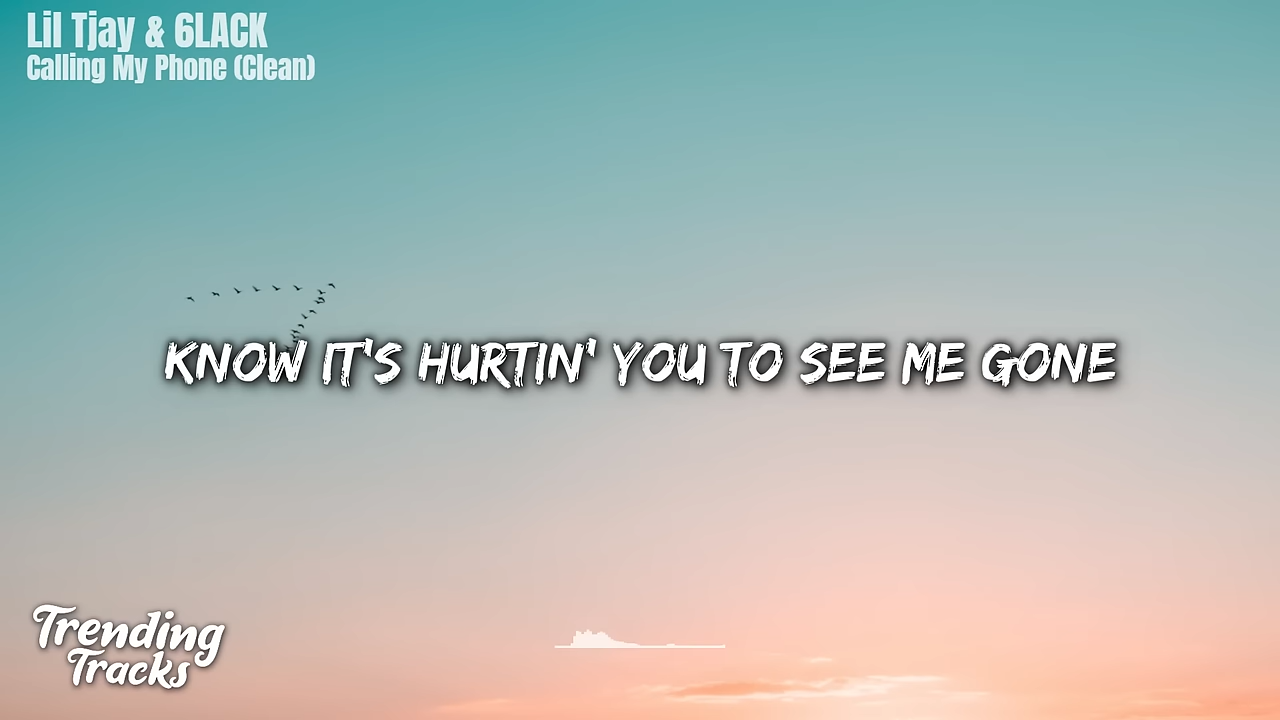 Lil Tjay & 6LACK
Calling My Phone (Clean)
KNOW IT'S HURTIN' YOU TO SEE ME GONE
Trending
Tracks